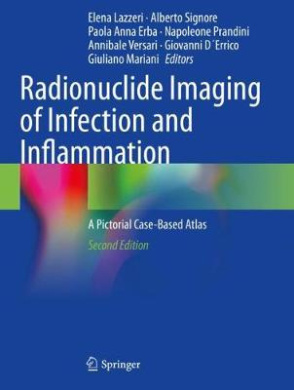 Elena Lazzeri · Alberto Signore
Paola Anna Erba · Napoleone Prandini
Annibale Versari · Giovanni D´Errico
Giuliano Mariani Editors
Radionuclide Imaging
of Infection and
Inflammation
A Pictorial Case-Based Atlas
Second Edition
Springer